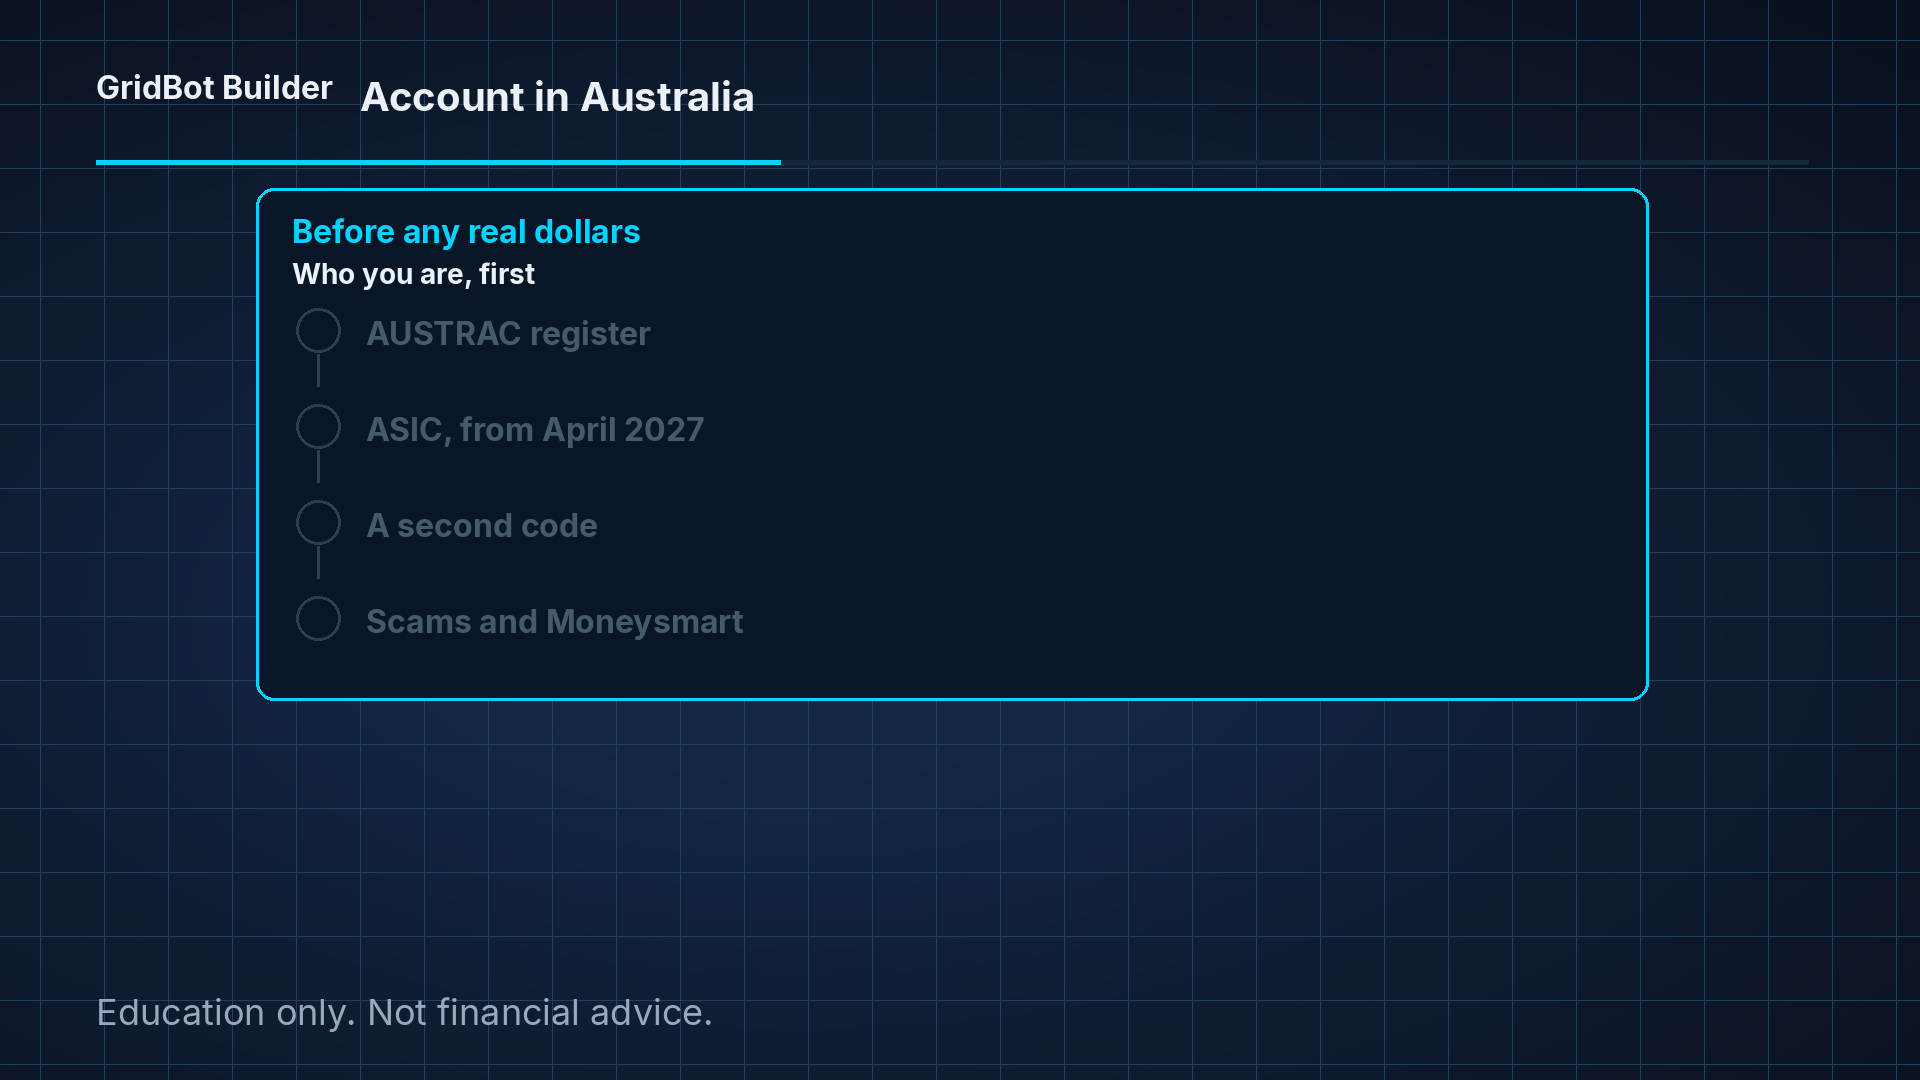 GridBot Builder
Account in Australia
Before any real dollars
Who you are, first
AUSTRAC register
ASIC, from April 2027
A second code
Scams and Moneysmart
Education only. Not financial advice.